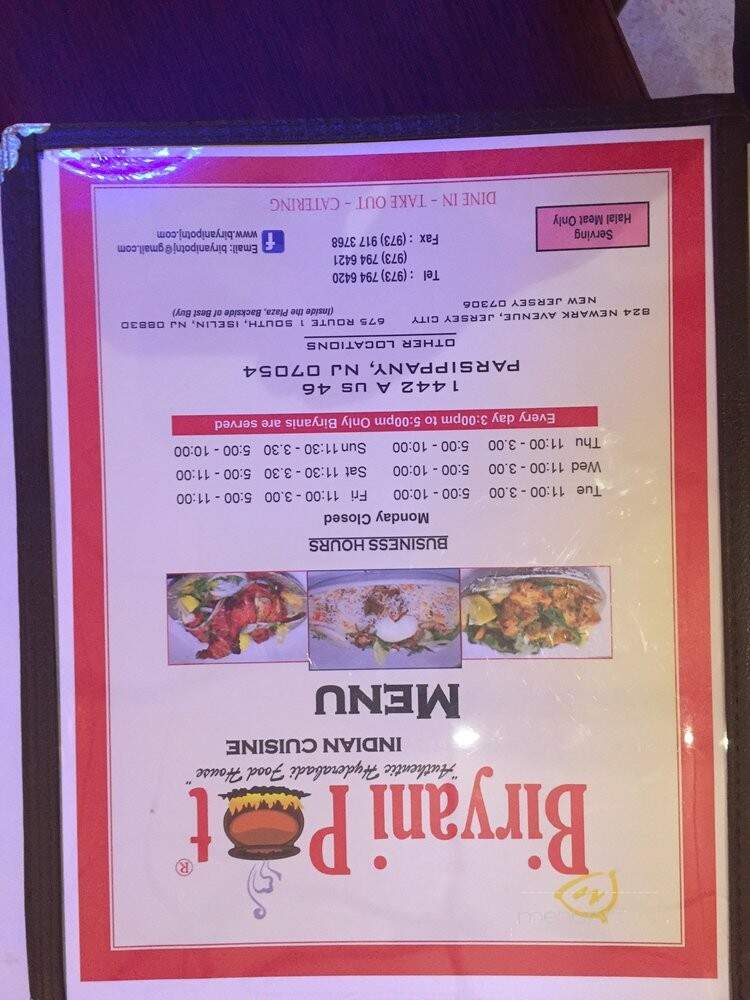 Biryani Pot ®
"Authentic Hyderabadi Food House"
INDIAN CUISINE
MENU
BUSINESS HOURS
Monday Closed
Tue 11:00 - 3.00 5:00 - 10:00 Fri 11:00 - 3.00 5:00 - 11:00
Wed 11:00 - 3.00 5:00 - 10:00 Sat 11:30 - 3.30 5:00 - 11:00
Thu 11:00 - 3.00 5:00 - 10:00 Sun 11:30 - 3.30 5:00 - 10:00
Every day 3:00pm to 5:00pm Only Biryanis are served
1442 A US 46
PARSIPPANY, NJ 07054
OTHER LOCATIONS
824 NEWARK AVENUE, JERSEY CITY
NEW JERSEY 07306
675 ROUTE 1 SOUTH, ISELIN, NJ 08830
(Inside the Plaza, Backside of Best Buy)
Tel : (973) 794 6420
(973) 794 6421
Fax : (973) 917 3768
Email: biryanipotnj@gmail.com
www.biryanipotnj.com
Serving
Halal Meat Only
DINE IN - TAKE OUT - CATERING